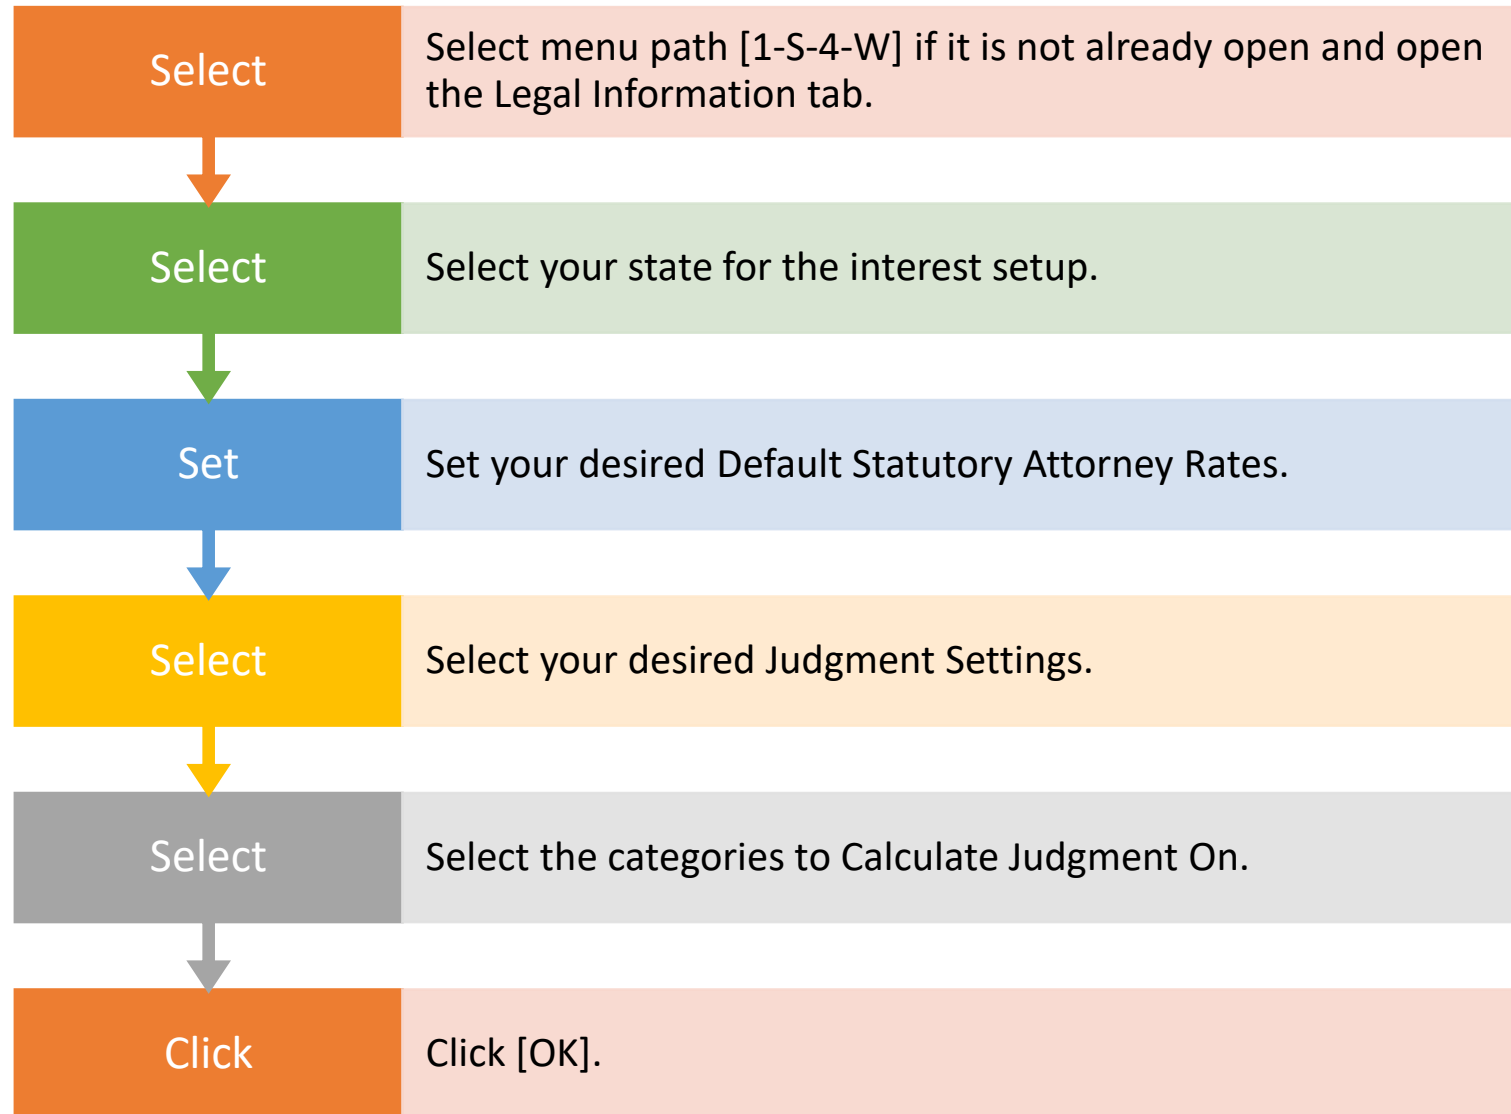 Select
Select menu path [1-S-4-W] if it is not already open and open
the Legal Information tab.
Select
Select your state for the interest setup.
Set
Set your desired Default Statutory Attorney Rates.
Select
Select your desired Judgment Settings.
Select
Select the categories to Calculate Judgment On.
Click
Click [OK].